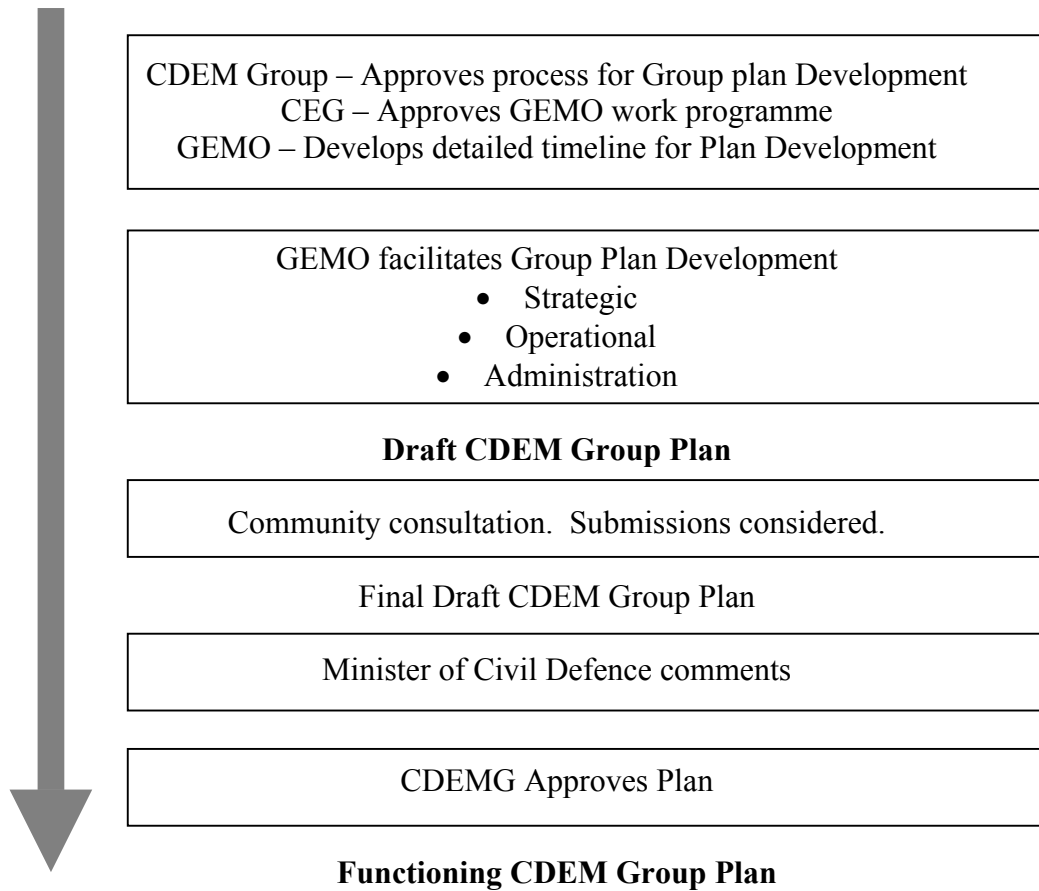 CDEM Group – Approves process for Group plan Development
CEG – Approves GEMO work programme
GEMO – Develops detailed timeline for Plan Development
GEMO facilitates Group Plan Development
• Strategic
• Operational
• Administration
Draft CDEM Group Plan
Community consultation.  Submissions considered.
Final Draft CDEM Group Plan
Minister of Civil Defence comments
CDEMG Approves Plan
Functioning CDEM Group Plan